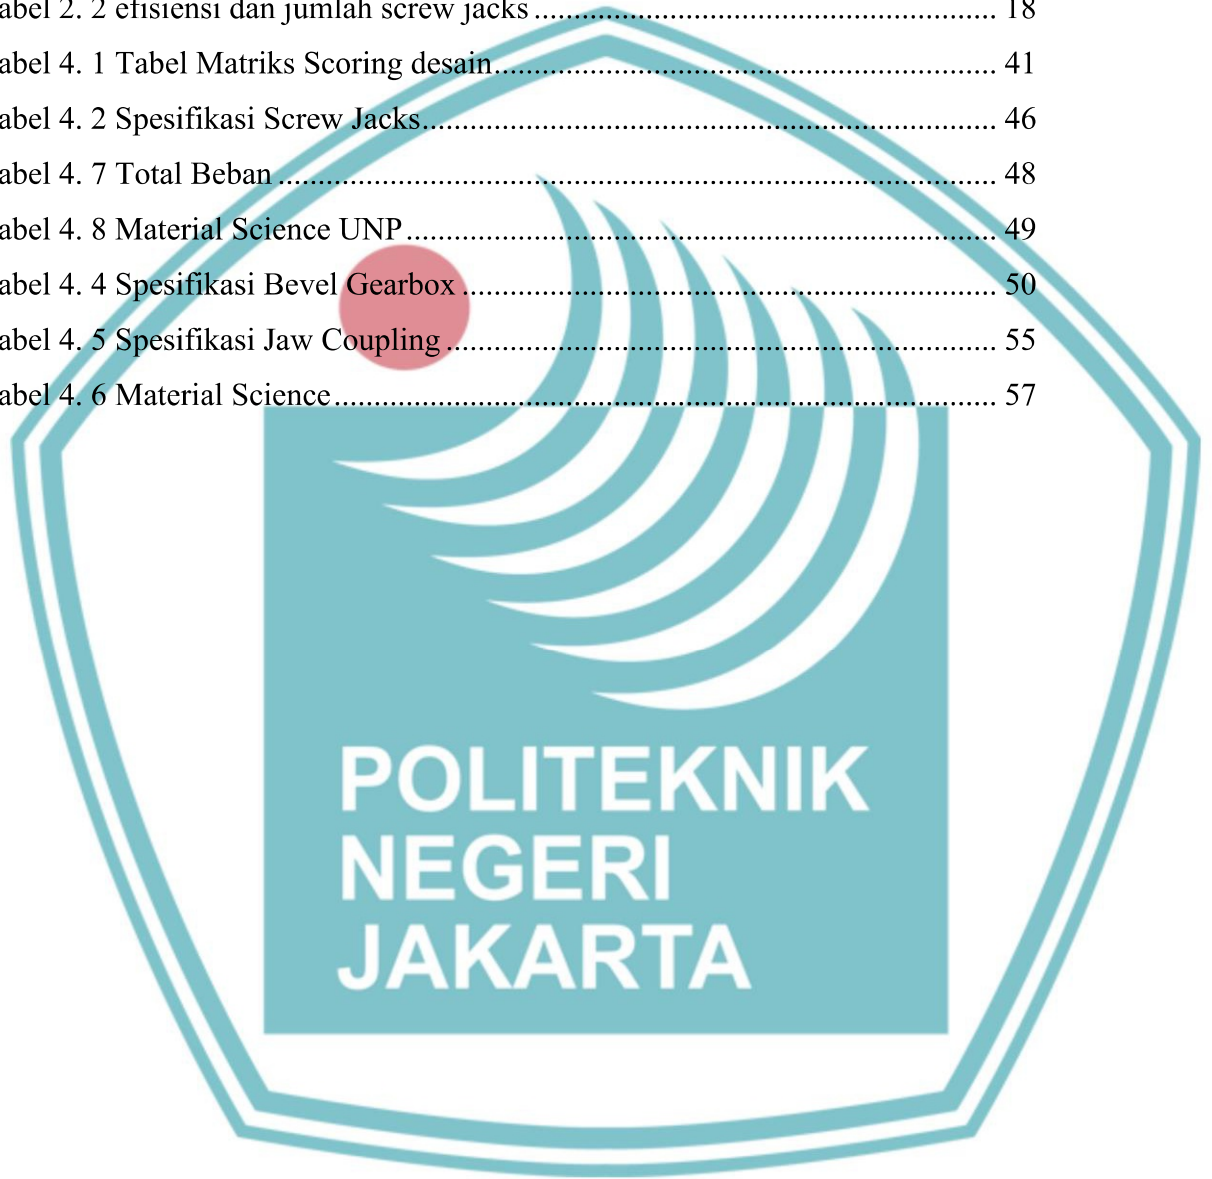 abel 2. 2 efisiensi dan jumlah screw jacks ........................................................ 18
abel 4. 1 Tabel Matriks Scoring desain............................................................. 41
abel 4. 2 Spesifikasi Screw Jacks...................................................................... 46
abel 4. 7 Total Beban ........................................................................................ 48
abel 4. 8 Material Science UNP ........................................................................ 49
abel 4. 4 Spesifikasi Bevel Gearbox ................................................................. 50
abel 4. 5 Spesifikasi Jaw Coupling ................................................................... 55
abel 4. 6 Material Science................................................................................. 57
POLITEKNIK
NEGERI
JAKARTA